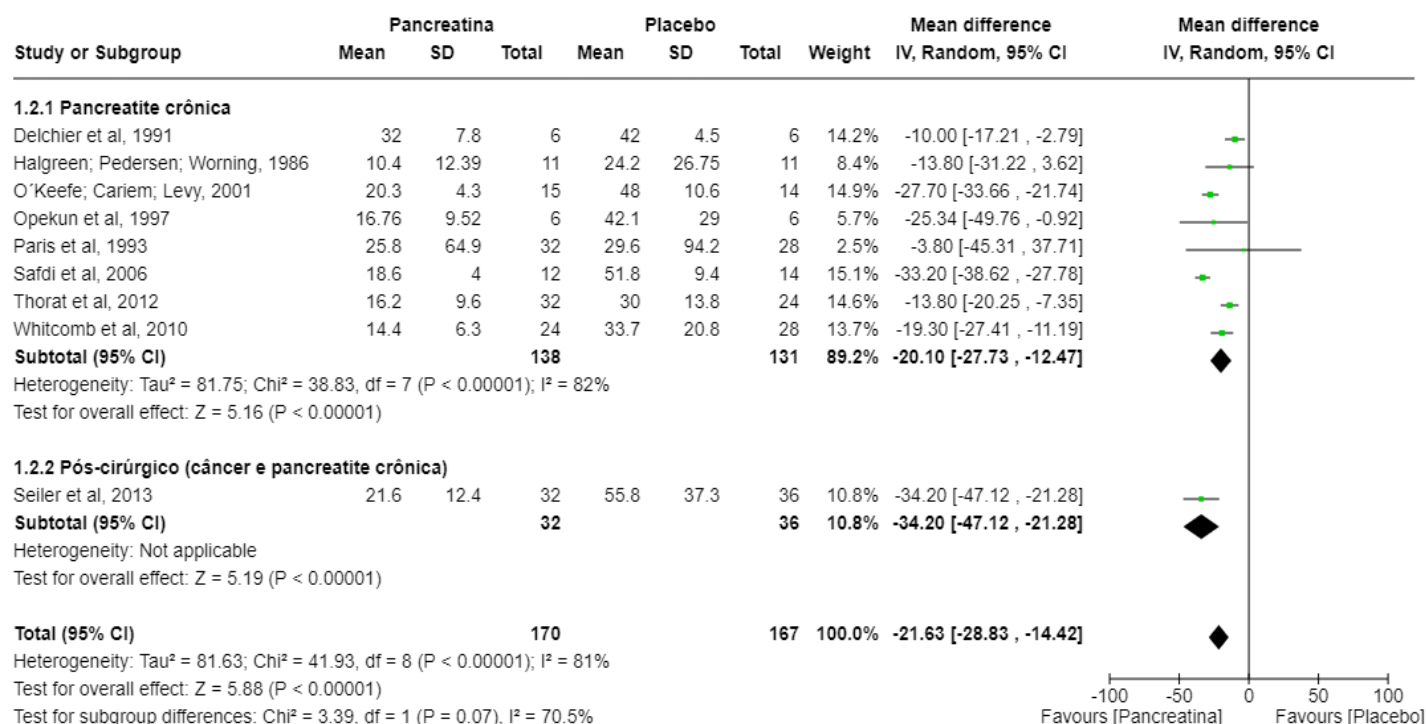 Pancreatina Placebo Mean difference Mean difference
Study or Subgroup Mean SD Total Mean SD Total Weight IV, Random, 95% CI IV, Random, 95% CI
1.2.1 Pancreatite crônica
Delchier et al, 1991 32 7.8 6 42 4.5 6 14.2% -10.00 [-17.21 , -2.79]
Halgreen; Pedersen; Worning, 1986 10.4 12.39 11 24.2 26.75 11 8.4% -13.80 [-31.22 , 3.62]
O´Keefe; Cariem; Levy, 2001 20.3 4.3 15 48 10.6 14 14.9% -27.70 [-33.66 , -21.74]
Opekun et al, 1997 16.76 9.52 6 42.1 29 6 5.7% -25.34 [-49.76 , -0.92]
Paris et al, 1993 25.8 64.9 32 29.6 94.2 28 2.5% -3.80 [-45.31 , 37.71]
Safdi et al, 2006 18.6 4 12 51.8 9.4 14 15.1% -33.20 [-38.62 , -27.78]
Thorat et al, 2012 16.2 9.6 32 30 13.8 24 14.6% -13.80 [-20.25 , -7.35]
Whitcomb et al, 2010 14.4 6.3 24 33.7 20.8 28 13.7% -19.30 [-27.41 , -11.19]
Subtotal (95% CI) 138 131 89.2% -20.10 [-27.73 , -12.47]
Heterogeneity: Tau² = 81.75; Chi² = 38.83, df = 7 (P < 0.00001); I² = 82%
Test for overall effect: Z = 5.16 (P < 0.00001)
1.2.2 Pós-cirúrgico (câncer e pancreatite crônica)
Seiler et al, 2013 21.6 12.4 32 55.8 37.3 36 10.8% -34.20 [-47.12 , -21.28]
Subtotal (95% CI) 32 36 10.8% -34.20 [-47.12 , -21.28]
Heterogeneity: Not applicable
Test for overall effect: Z = 5.19 (P < 0.00001)
Total (95% CI) 170 167 100.0% -21.63 [-28.83 , -14.42]
Heterogeneity: Tau² = 81.63; Chi² = 41.93, df = 8 (P < 0.00001); I² = 81%
Test for overall effect: Z = 5.88 (P < 0.00001)
-100 -50 0 50 100
Test for subgroup differences: Chi² = 3.39, df = 1 (P = 0.07), I² = 70.5% Favours [Pancreatina] Favours [Placebo]